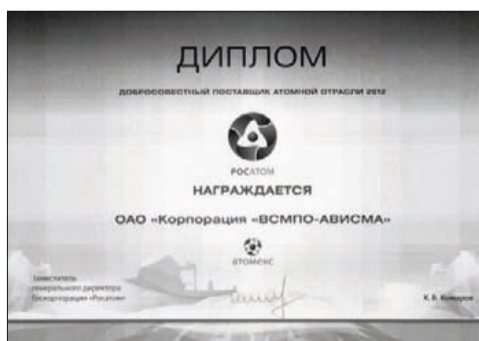 ДИПЛОМ
ДОБРОСОВЕСТНЫЙ ПОСТАВЩИК АТОМНОЙ ОТРАСЛИ 2012
РОСАТОМ
НАГРАЖДАЕТСЯ
ОАО «Корпорация «ВСМПО-АВИСМА»
атомекс
Заместитель
генерального директора
Госкорпорации «Росатом»
К. В. Комаров